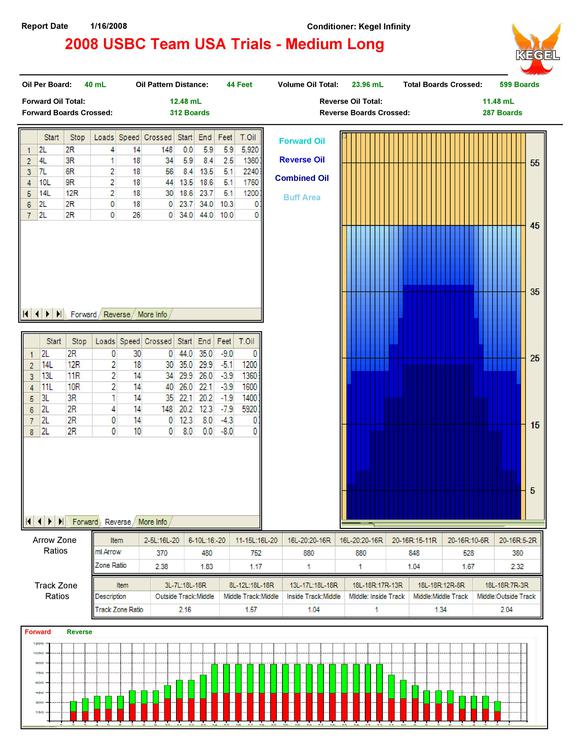 Report Date 1/16/2008 Conditioner: Kegel Infinity
2008 USBC Team USA Trials - Medium Long
KEGEL
Oil Per Board: 40 mL Oil Pattern Distance: 44 Feet Volume Oil Total: 23.96 mL Total Boards Crossed: 599 Boards
Forward Oil Total: 12.48 mL Reverse Oil Total: 11.48 mL
Forward Boards Crossed: 312 Boards Reverse Boards Crossed: 287 Boards
Start Stop Loads Speed Crossed Start End Feet T.Oil
1 2L 2R 4 14 148 0.0 5.9 5.9 5,920
2 4L 3R 1 18 34 5.9 8.4 2.5 1360
3 7L 6R 2 18 56 8.4 13.5 5.1 2240
4 10L 9R 2 18 44 13.5 18.6 5.1 1760
5 14L 12R 2 18 30 18.6 23.7 5.1 1200
6 2L 2R 0 18 0 23.7 34.0 10.3 0
7 2L 2R 0 26 0 34.0 44.0 10.0 0
Forward Reverse More Info
Forward Oil
Reverse Oil
Combined Oil
Buff Area
55
45
35
25
15
5
Start Stop Loads Speed Crossed Start End Feet T.Oil
1 2L 2R 0 30 0 44.0 35.0 -9.0 0
2 14L 12R 2 18 30 35.0 29.9 -5.1 1200
3 13L 11R 2 14 34 29.9 26.0 -3.9 1360
4 11L 10R 2 14 40 26.0 22.1 -3.9 1600
5 3L 3R 1 14 35 22.1 20.2 -1.9 1400
6 2L 2R 4 14 148 20.2 12.3 -7.9 5920
7 2L 2R 0 14 0 12.3 8.0 -4.3 0
8 2L 2R 0 10 0 8.0 0.0 -8.0 0
Forward Reverse More Info
Arrow Zone Ratios
Item 2-5L:16L-20 6-10L:16L-20 11-15L:16L-20 16L-20:20-16R 16L-20:20-16R 20-16R:15-11R 20-16R:10-6R 20-16R:5-2R
ml Arrow 370 480 752 880 880 848 528 380
Zone Ratio 2.38 1.83 1.17 1 1 1.04 1.67 2.32
Track Zone Ratios
Item 3L-7L:18L-18R 8L-12L:18L-18R 13L-17L:18L-18R 18L-18R:17R-13R 18L-18R:12R-8R 18L-18R:7R-3R
Description Outside Track:Middle Middle Track:Middle Inside Track:Middle Middle: Inside Track Middle:Middle Track Middle:Outside Track
Track Zone Ratio 2.16 1.57 1.04 1 1.34 2.04
Forward Reverse